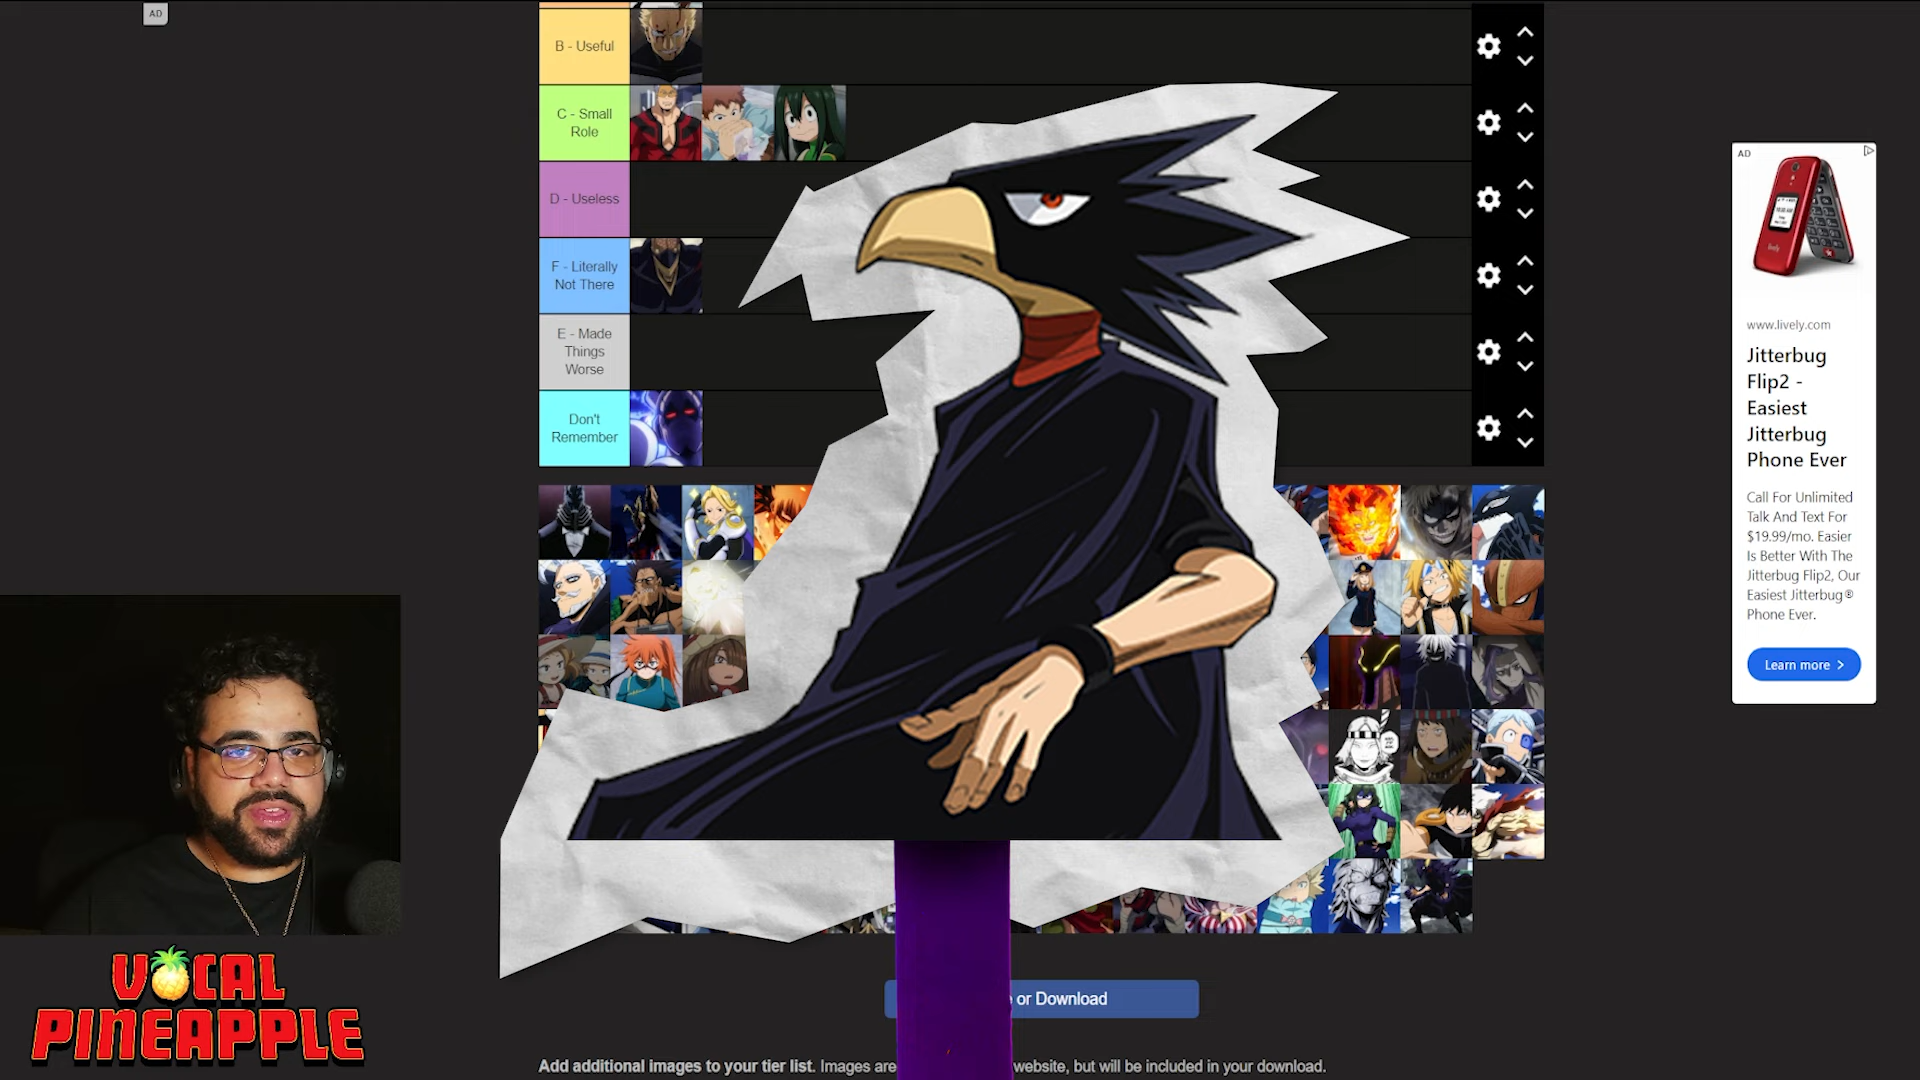 AD
B - Useful
C - Small
Role
D - Useless
F - Literally
Not There
E - Made
Things
Worse
Don't
Remember
AD
www.lively.com
Jitterbug
Flip2 -
Easiest
Jitterbug
Phone Ever
Call For Unlimited
Talk And Text For
$19.99/mo. Easier
Is Better With The
Jitterbug Flip2, Our
Easiest Jitterbug®
Phone Ever.
Learn more >
VOCAL
PINEAPPLE
or Download
Add additional images to your tier list. Images are website, but will be included in your download.